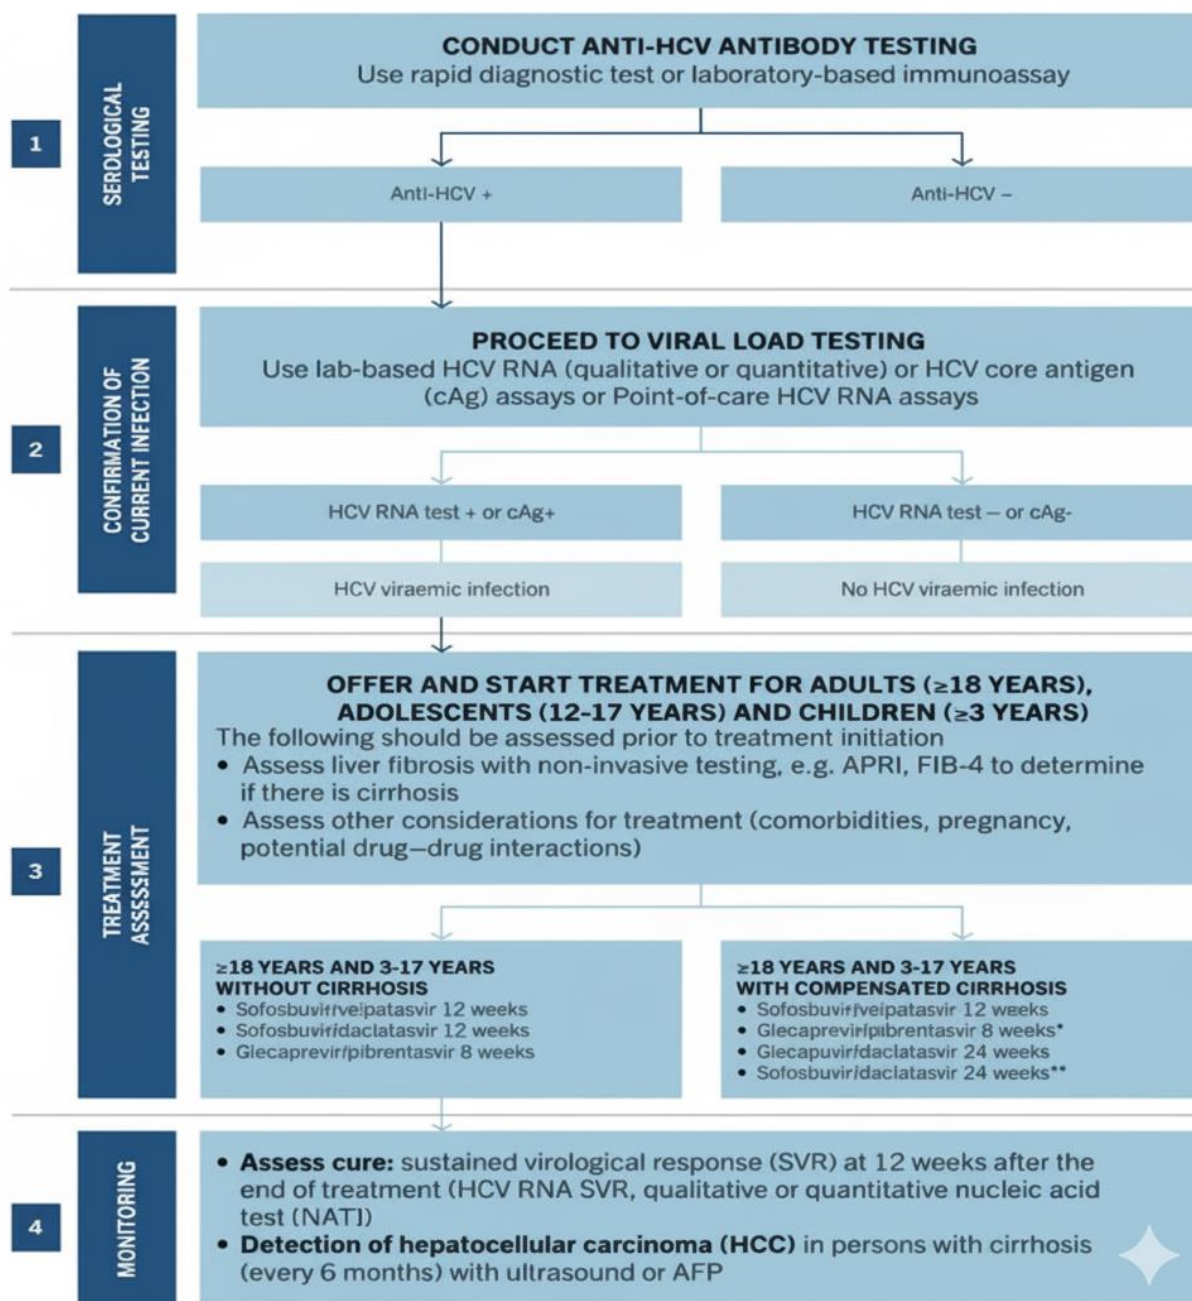 1
SEROLOGICAL
TESTING
CONDUCT ANTI-HCV ANTIBODY TESTING
Use rapid diagnostic test or laboratory-based immunoassay
Anti-HCV +
Anti-HCV –
2
CONFIRMATION OF
CURRENT INFECTION
PROCEED TO VIRAL LOAD TESTING
Use lab-based HCV RNA (qualitative or quantitative) or HCV core antigen
(cAg) assays or Point-of-care HCV RNA assays
HCV RNA test + or cAg+
HCV RNA test – or cAg-
HCV viraemic infection
No HCV viraemic infection
3
TREATMENT
ASSESSMENT
OFFER AND START TREATMENT FOR ADULTS (≥18 YEARS),
ADOLESCENTS (12-17 YEARS) AND CHILDREN (≥3 YEARS)
The following should be assessed prior to treatment initiation
• Assess liver fibrosis with non-invasive testing, e.g. APRI, FIB-4 to determine
if there is cirrhosis
• Assess other considerations for treatment (comorbidities, pregnancy,
potential drug–drug interactions)
≥18 YEARS AND 3-17 YEARS
WITHOUT CIRRHOSIS
• 12 weeks
• 12 weeks
• 8 weeks
≥18 YEARS AND 3-17 YEARS
WITH COMPENSATED CIRRHOSIS
• 12 weeks
• 8 weeks*
• Glecapuvir/daclatasvir 24 weeks
• Sofosbuvir/daclatasvir 24 weeks**
4
MONITORING
• Assess cure: sustained virological response (SVR) at 12 weeks after the
end of treatment (HCV RNA SVR, qualitative or quantitative nucleic acid
test
• Detection of hepatocellular carcinoma (HCC) in persons with cirrhosis
(every 6 months) with ultrasound or AFP